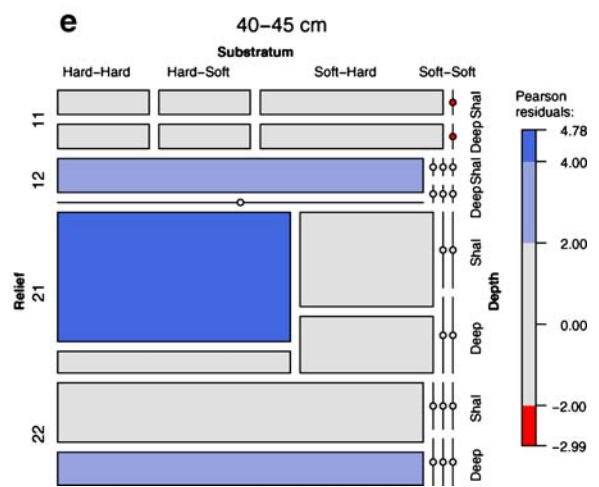 e
40–45 cm
Substratum
Hard–Hard Hard–Soft Soft–Hard Soft–Soft
Relief
11
12
21
22
Shal
Deep
Shal
Deep
Shal
Deep
Shal
Deep
Depth
Pearson
residuals:
4.78
4.00
2.00
0.00
−2.00
−2.99